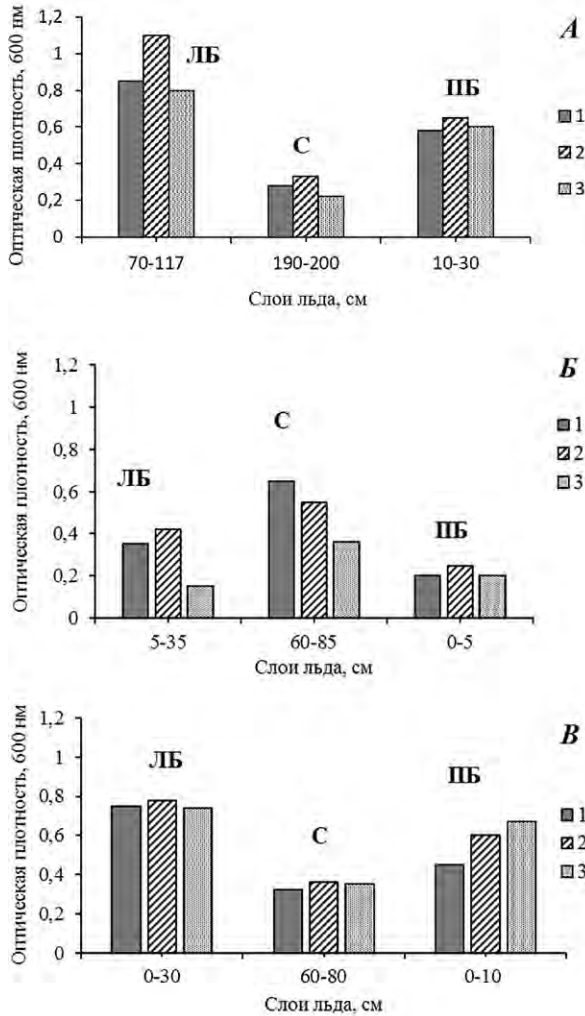 Оптическая плотность, 600 нм
1,2
1
0,8
0,6
0,4
0,2
0
ЛБ
С
ПБ
А
1
2
3
70-117
190-200
10-30
Слои льда, см
Оптическая плотность, 600 нм
1,2
1
0,8
0,6
0,4
0,2
0
ЛБ
С
ПБ
Б
1
2
3
5-35
60-85
0-5
Слои льда, см
Оптическая плотность, 600 нм
1,2
1
0,8
0,6
0,4
0,2
0
ЛБ
С
ПБ
В
1
2
3
0-30
60-80
0-10
Слои льда, см